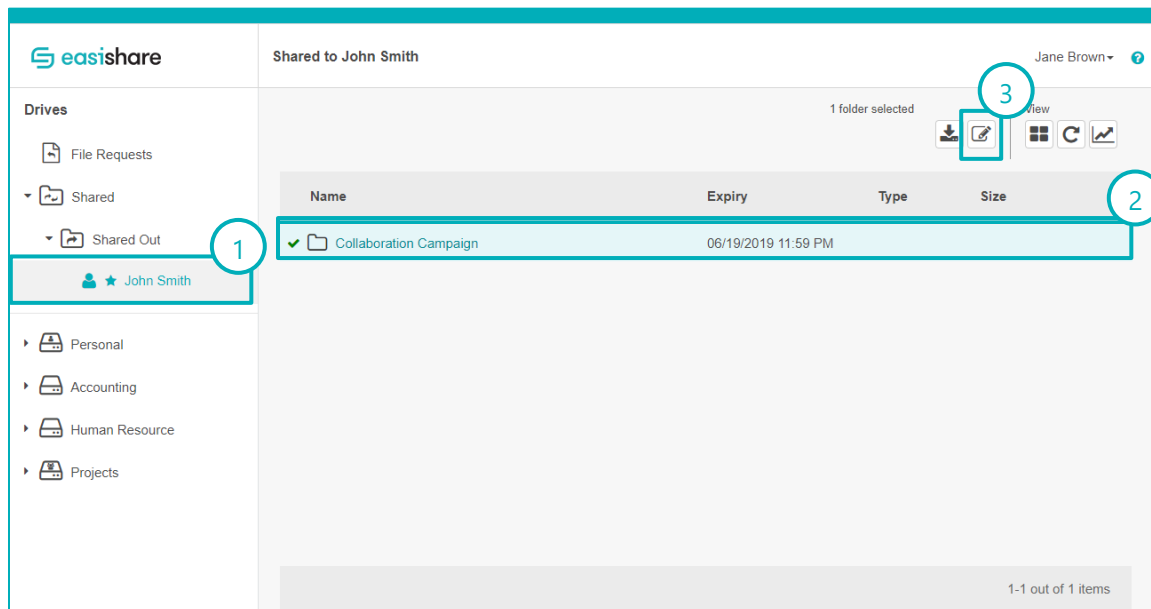 easishare
Shared to John Smith
Jane Brown
?
Drives
1 folder selected
3
View
File Requests
Shared
Name Expiry Type Size
2
Shared Out
1
Collaboration Campaign 06/19/2019 11:59 PM
John Smith
Personal
Accounting
Human Resource
Projects
1-1 out of 1 items